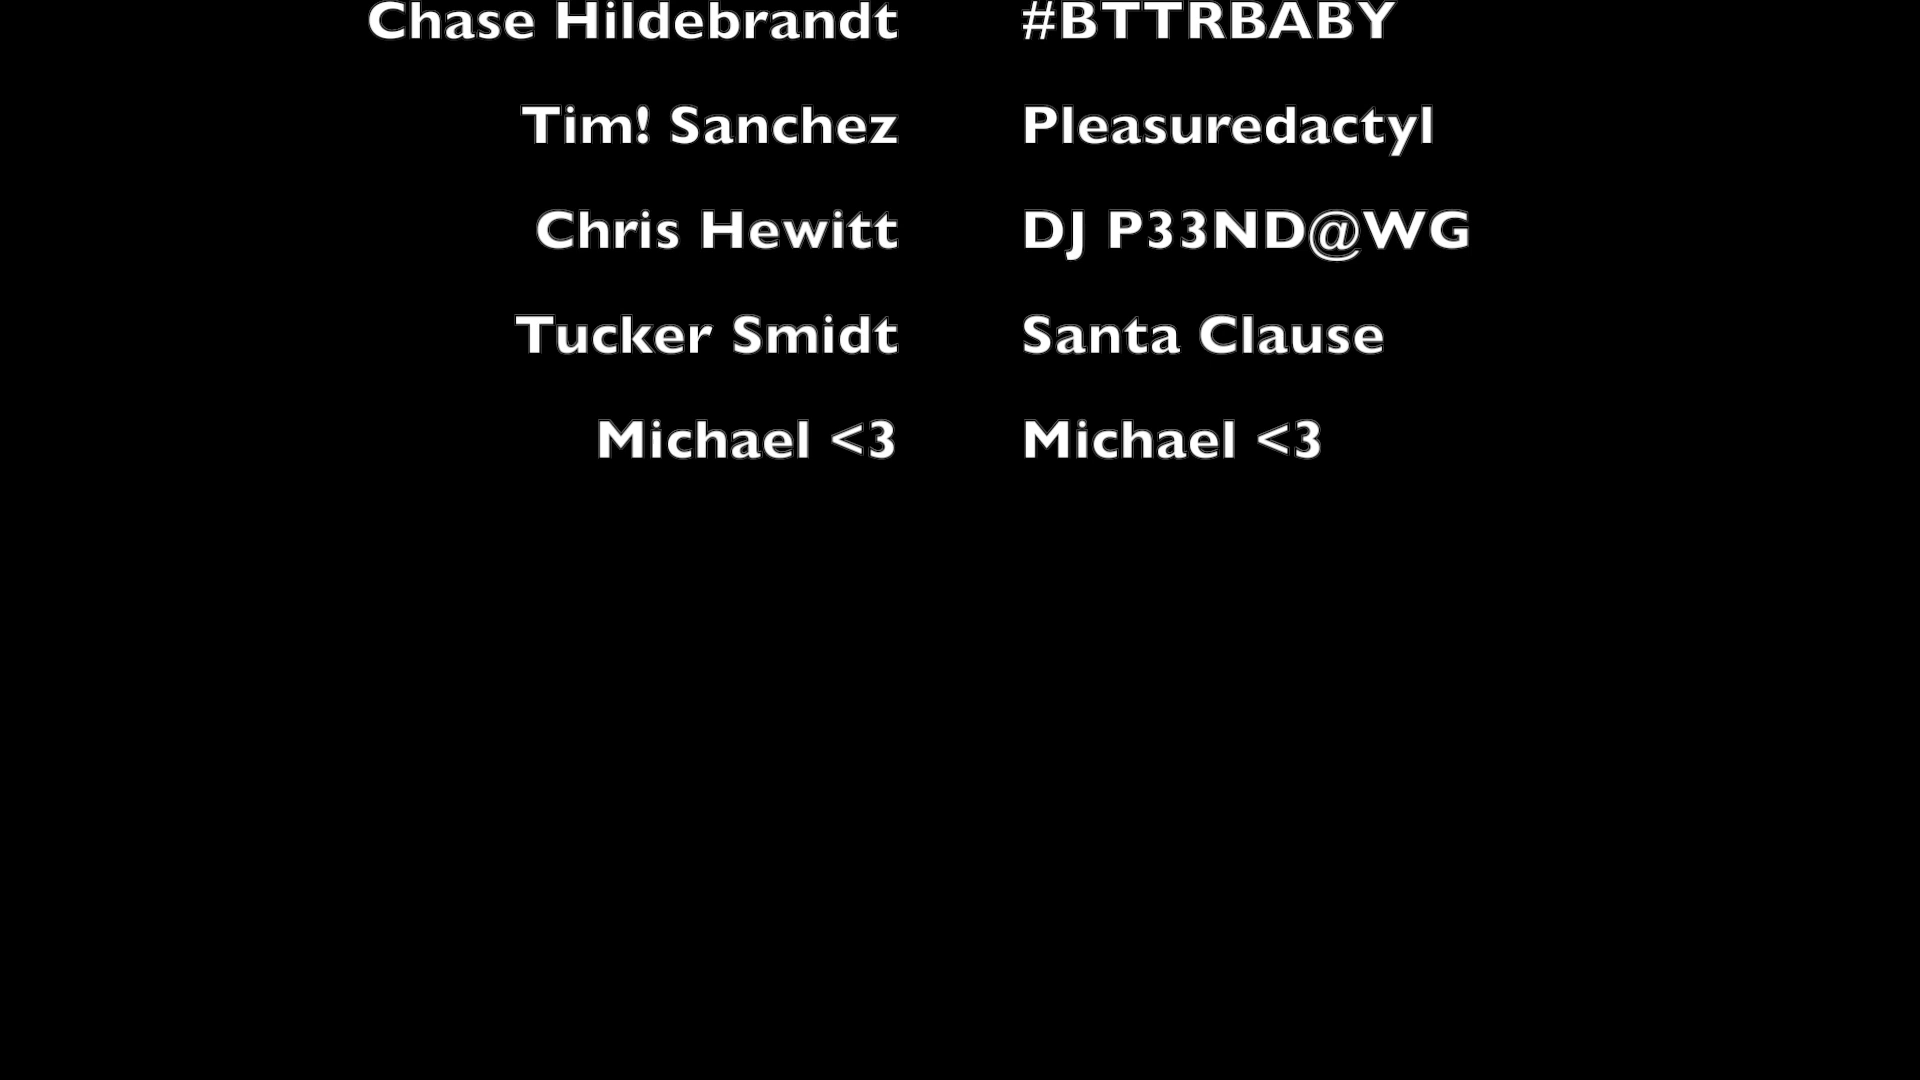 Chase Hildebrandt #BTTRBABY
Tim! Sanchez Pleasuredactyl
Chris Hewitt DJ P33ND@WG
Tucker Smidt Santa Clause
Michael <3 Michael <3